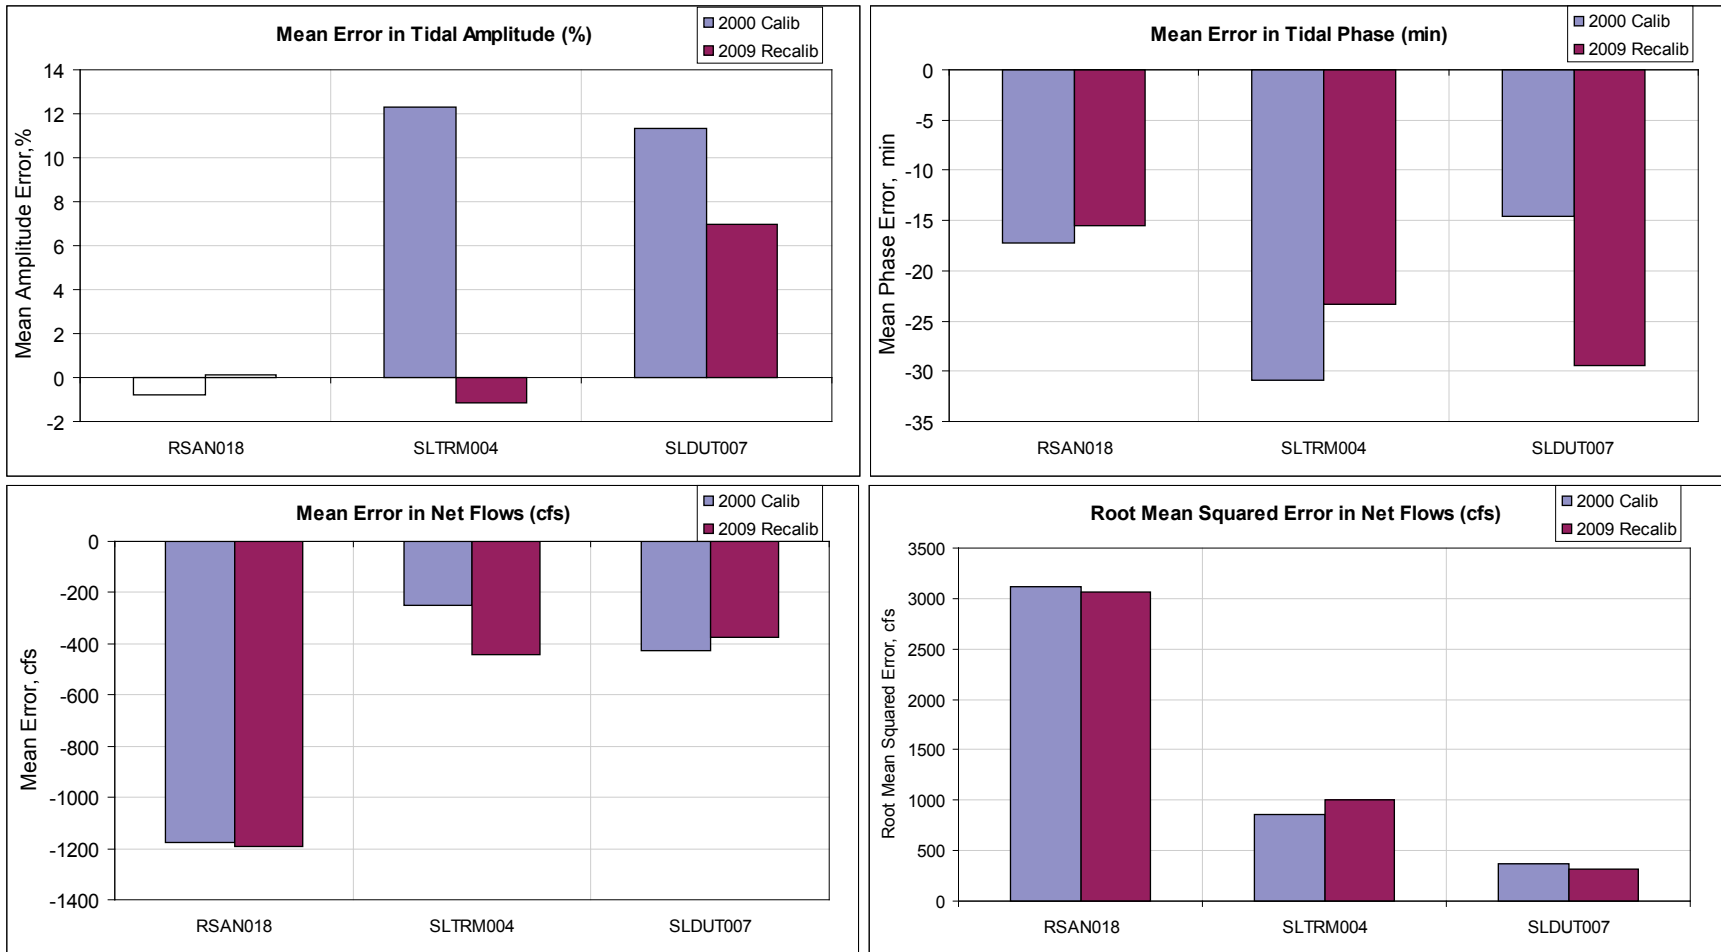 Mean Error in Tidal Amplitude (%)
2000 Calib
2009 Recalib
Mean Amplitude Error,%
14
12
10
8
6
4
2
0
-2
RSAN018
SLTRM004
SLDUT007
Mean Error in Tidal Phase (min)
2000 Calib
2009 Recalib
Mean Phase Error, min
0
-5
-10
-15
-20
-25
-30
-35
RSAN018
SLTRM004
SLDUT007
Mean Error in Net Flows (cfs)
2000 Calib
2009 Recalib
Mean Error, cfs
0
-200
-400
-600
-800
-1000
-1200
-1400
RSAN018
SLTRM004
SLDUT007
Root Mean Squared Error in Net Flows (cfs)
2000 Calib
2009 Recalib
Root Mean Squared Error, cfs
3500
3000
2500
2000
1500
1000
500
0
RSAN018
SLTRM004
SLDUT007